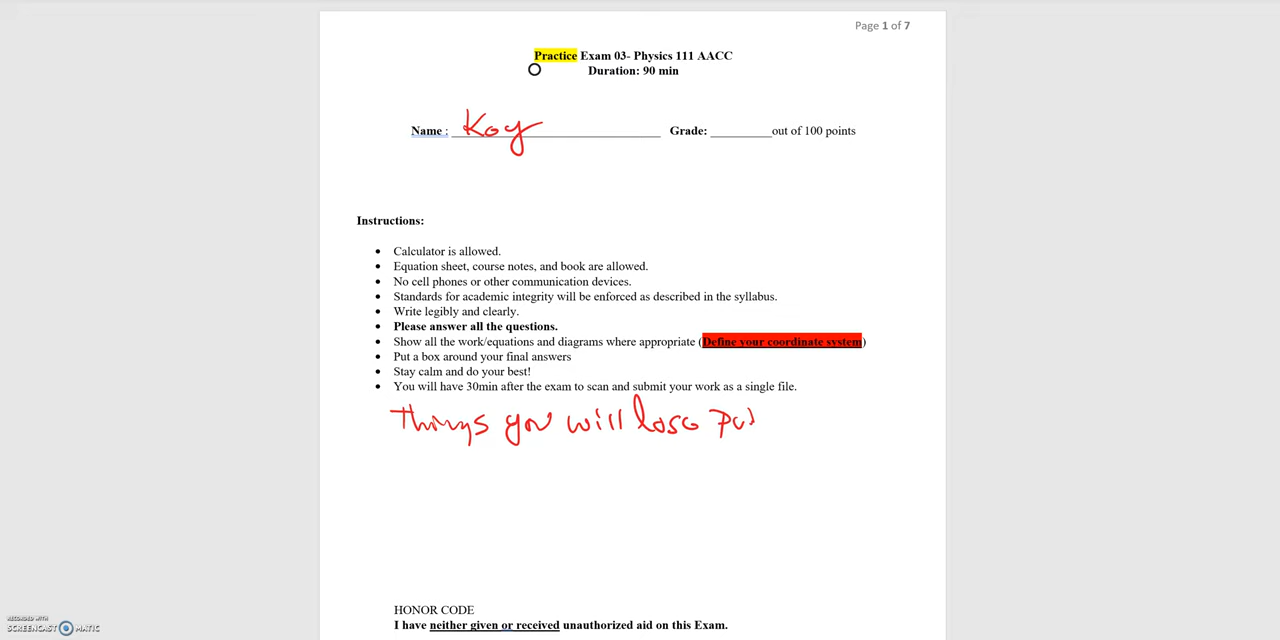 Page 1 of 7
Practice Exam 03- Physics 111 AACC
Duration: 90 min
Name : Key Grade: ________out of 100 points
Instructions:
• Calculator is allowed.
• Equation sheet, course notes, and book are allowed.
• No cell phones or other communication devices.
• Standards for academic integrity will be enforced as described in the syllabus.
• Write legibly and clearly.
• Please answer all the questions.
• Show all the work/equations and diagrams where appropriate (Define your coordinate system)
• Put a box around your final answers
• Stay calm and do your best!
• You will have 30min after the exam to scan and submit your work as a single file.
Things you will lose
HONOR CODE
I have neither given or received unauthorized aid on this Exam.
RECORDED WITH
SCREENCAST MATIC